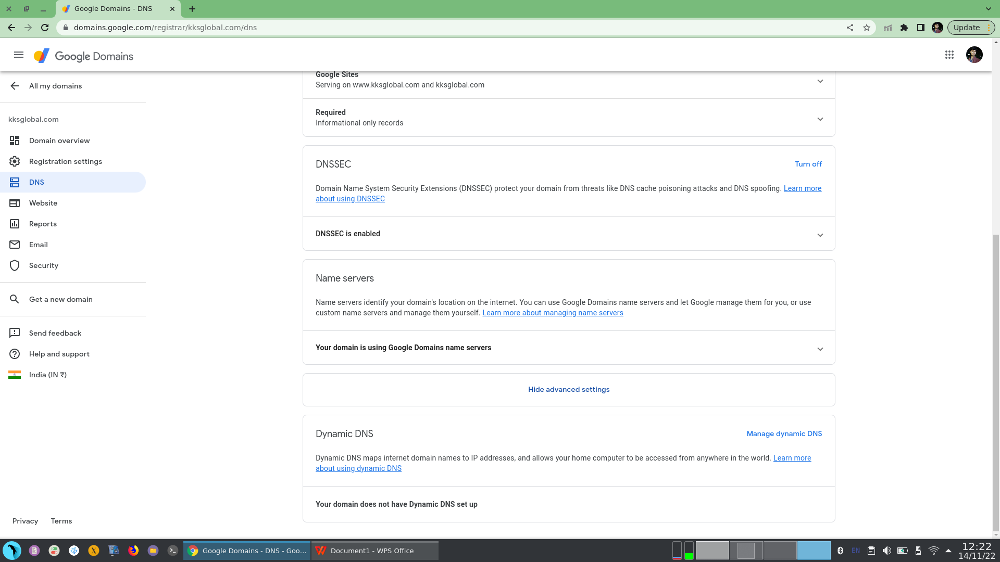 Google Domains - DNS
domains.google.com/registrar/kksglobal.com/dns
Update
Google Domains
All my domains
kksglobal.com
Domain overview
Registration settings
DNS
Website
Reports
Email
Security
Get a new domain
Send feedback
Help and support
India (IN ₹)
Privacy Terms
Google Sites
Serving on www.kksglobal.com and kksglobal.com
Required
Informational only records
DNSSEC
Turn off
Domain Name System Security Extensions (DNSSEC) protect your domain from threats like DNS cache poisoning attacks and DNS spoofing. Learn more
about using DNSSEC
DNSSEC is enabled
Name servers
Name servers identify your domain's location on the internet. You can use Google Domains name servers and let Google manage them for you, or use
custom name servers and manage them yourself. Learn more about managing name servers
Your domain is using Google Domains name servers
Hide advanced settings
Dynamic DNS
Manage dynamic DNS
Dynamic DNS maps internet domain names to IP addresses, and allows your home computer to be accessed from anywhere in the world. Learn more
about using dynamic DNS
Your domain does not have Dynamic DNS set up
Google Domains - DNS - Goo...
Document1 - WPS Office
EN
12:22
14/11/22